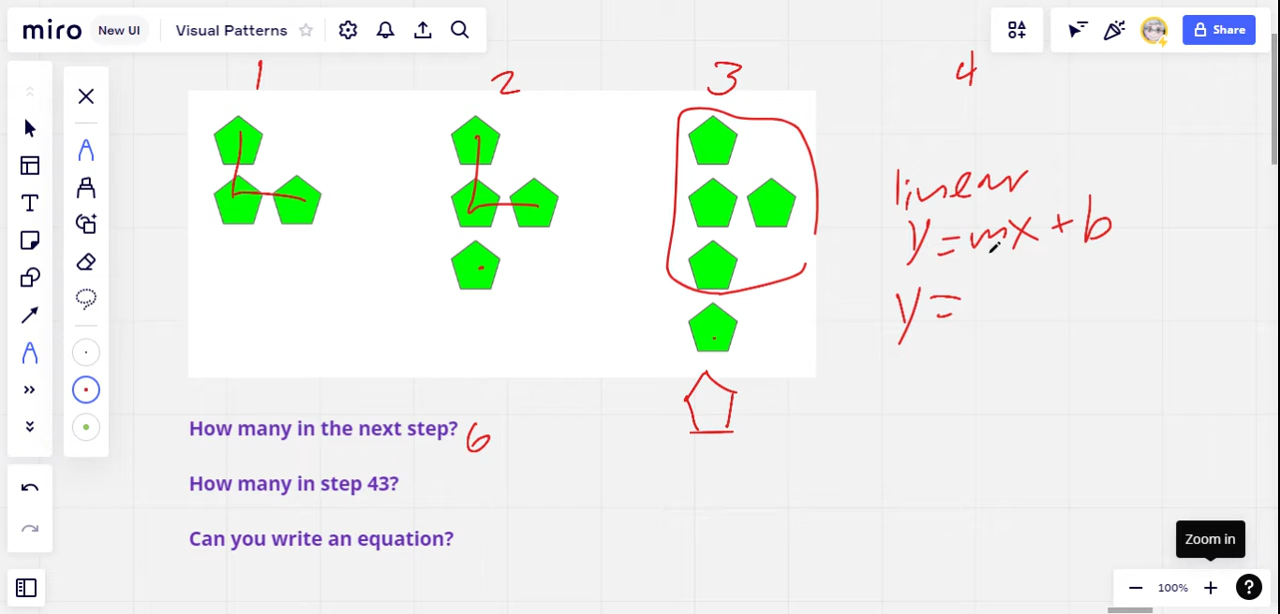 miro New UI Visual Patterns Share
1 2 3 4
linear
y=mx+b
y=
How many in the next step? 6
How many in step 43?
Can you write an equation?
Zoom in
100%